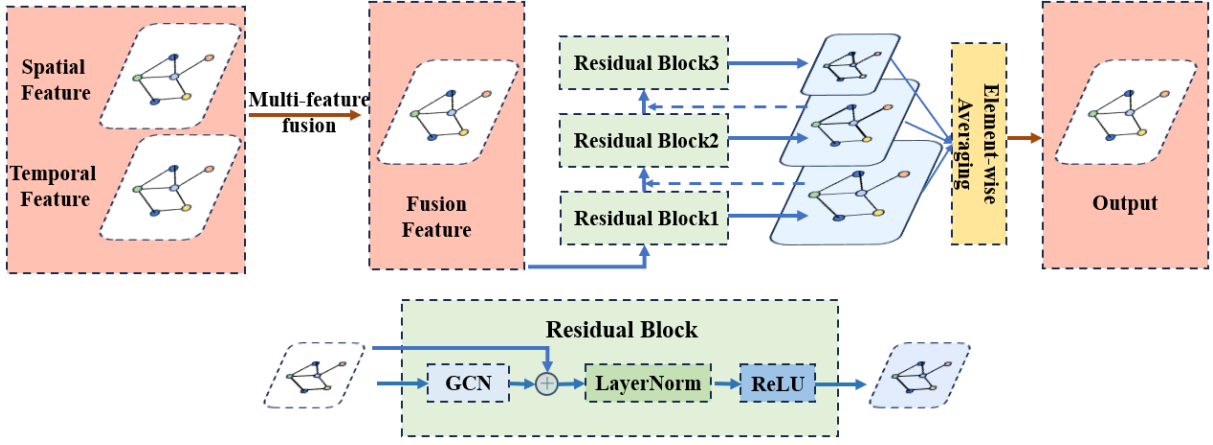 Spatial
Feature
Temporal
Feature
Multi-feature
fusion
Fusion
Feature
Residual Block3
Residual Block2
Residual Block1
Element-wise
Averaging
Output
Residual Block
GCN
+
LayerNorm
ReLU